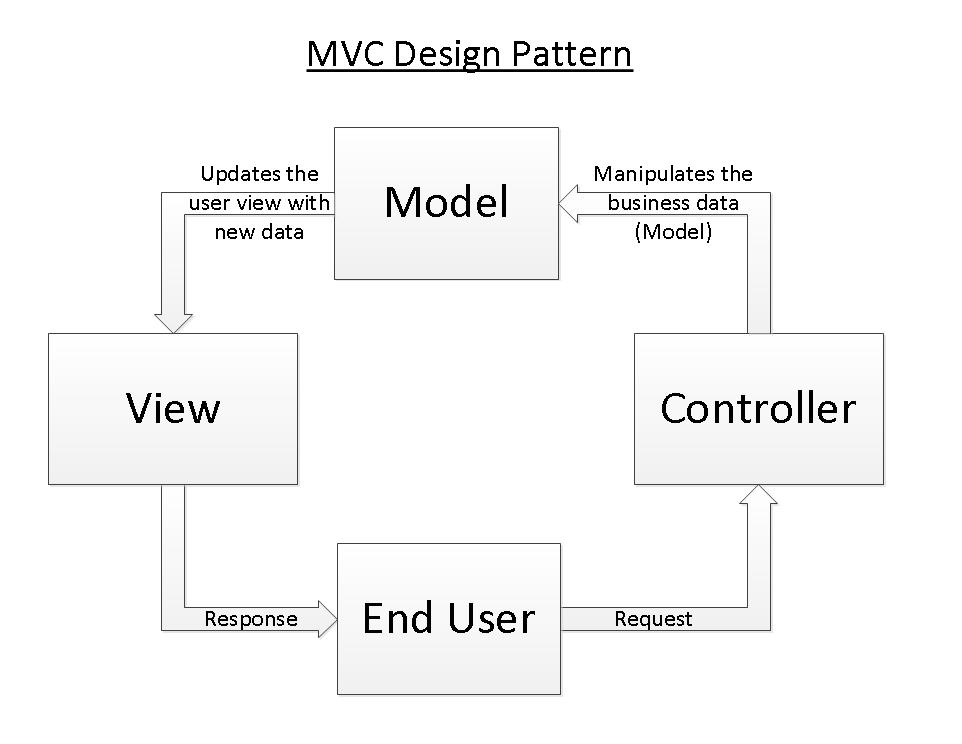 MVC Design Pattern
Updates the
user view with
new data
Model
Manipulates the
business data
(Model)
View
Controller
Response
End User
Request